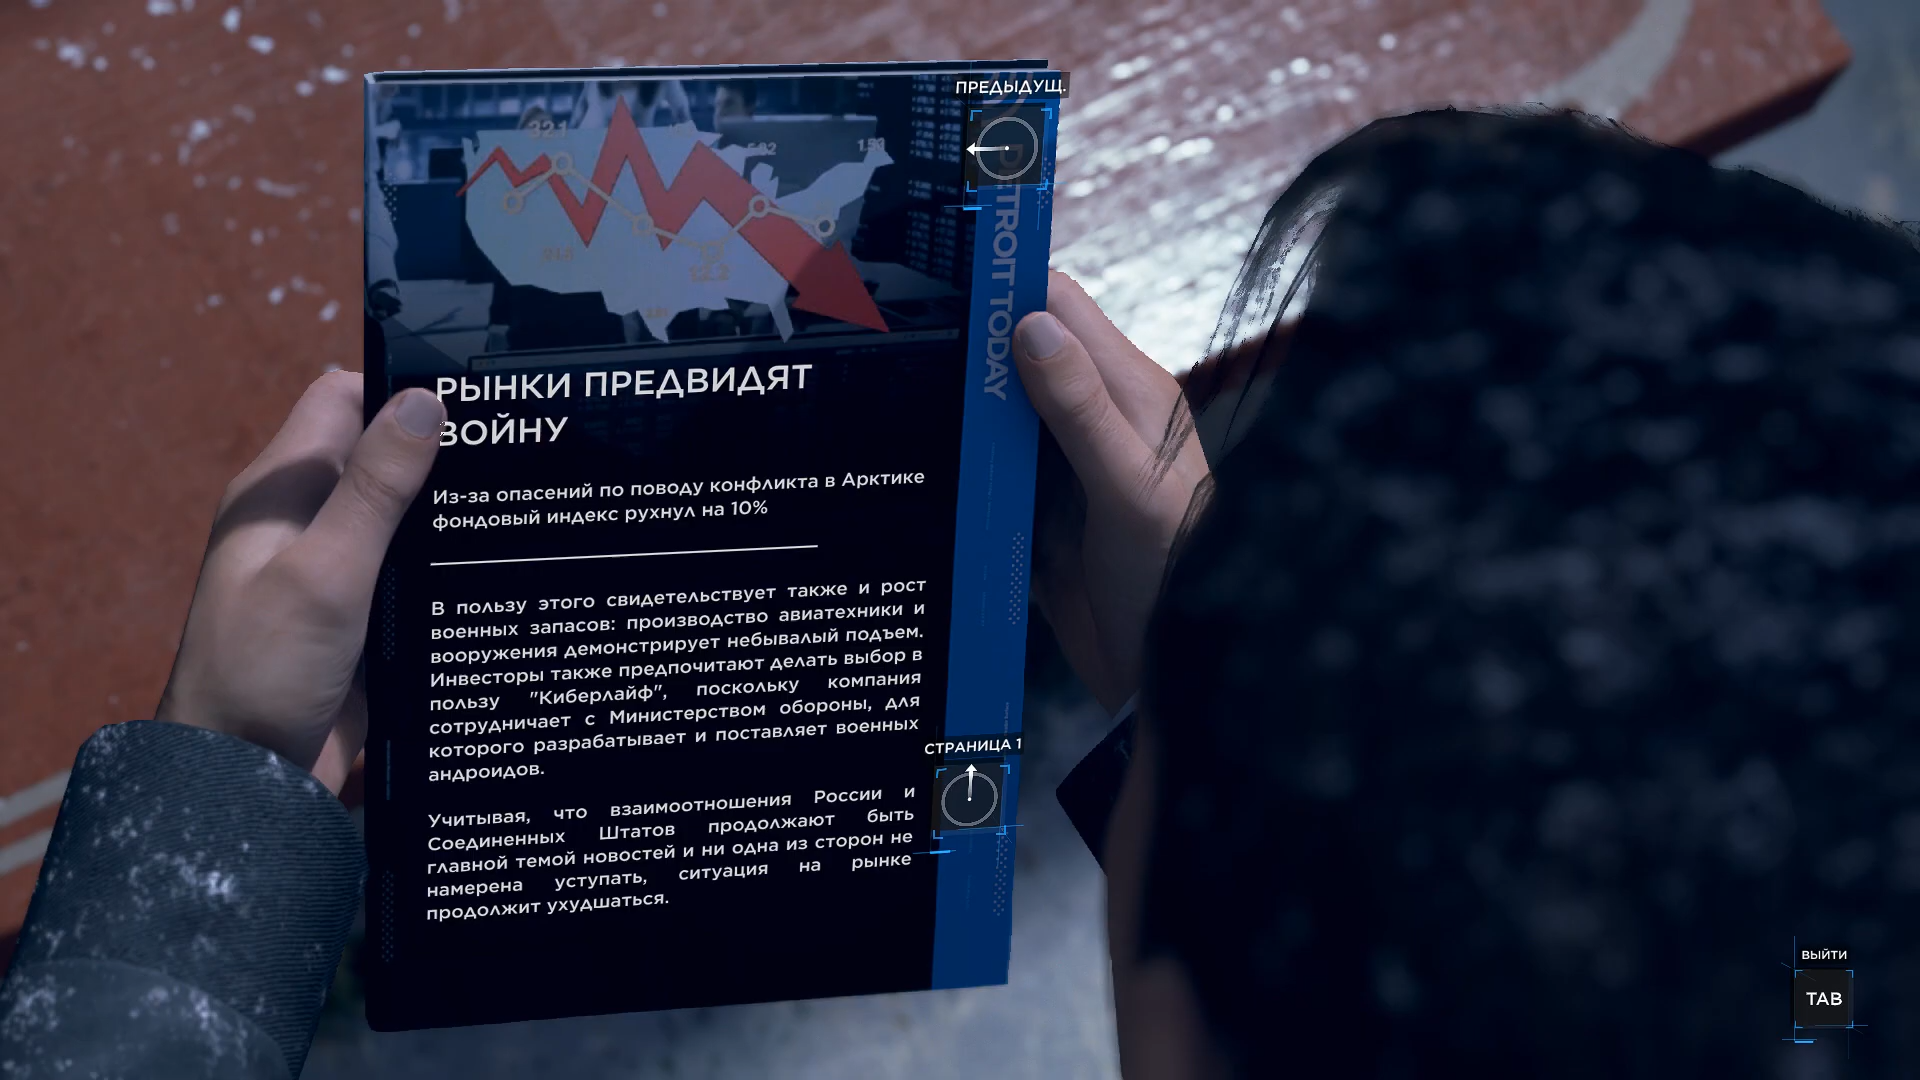 ПРЕДЫДУЩ.
321
1.53
DETROIT TODAY
РЫНКИ ПРЕДВИДЯТ
ВОЙНУ
Из-за опасений по поводу конфликта в Арктике
фондовый индекс рухнул на 10%
В пользу этого свидетельствует также и рост
военных запасов: производство авиатехники и
вооружения демонстрирует небывалый подъем.
Инвесторы также предпочитают делать выбор в
пользу "Киберлайф", поскольку компания
сотрудничает с Министерством обороны, для
которого разрабатывает и поставляет военных
андроидов.
Учитывая, что взаимоотношения России и
Соединенных Штатов продолжают быть
главной темой новостей и ни одна из сторон не
намерена уступать, ситуация на рынке
продолжит ухудшаться.
СТРАНИЦА 1
ВЫЙТИ
TAB